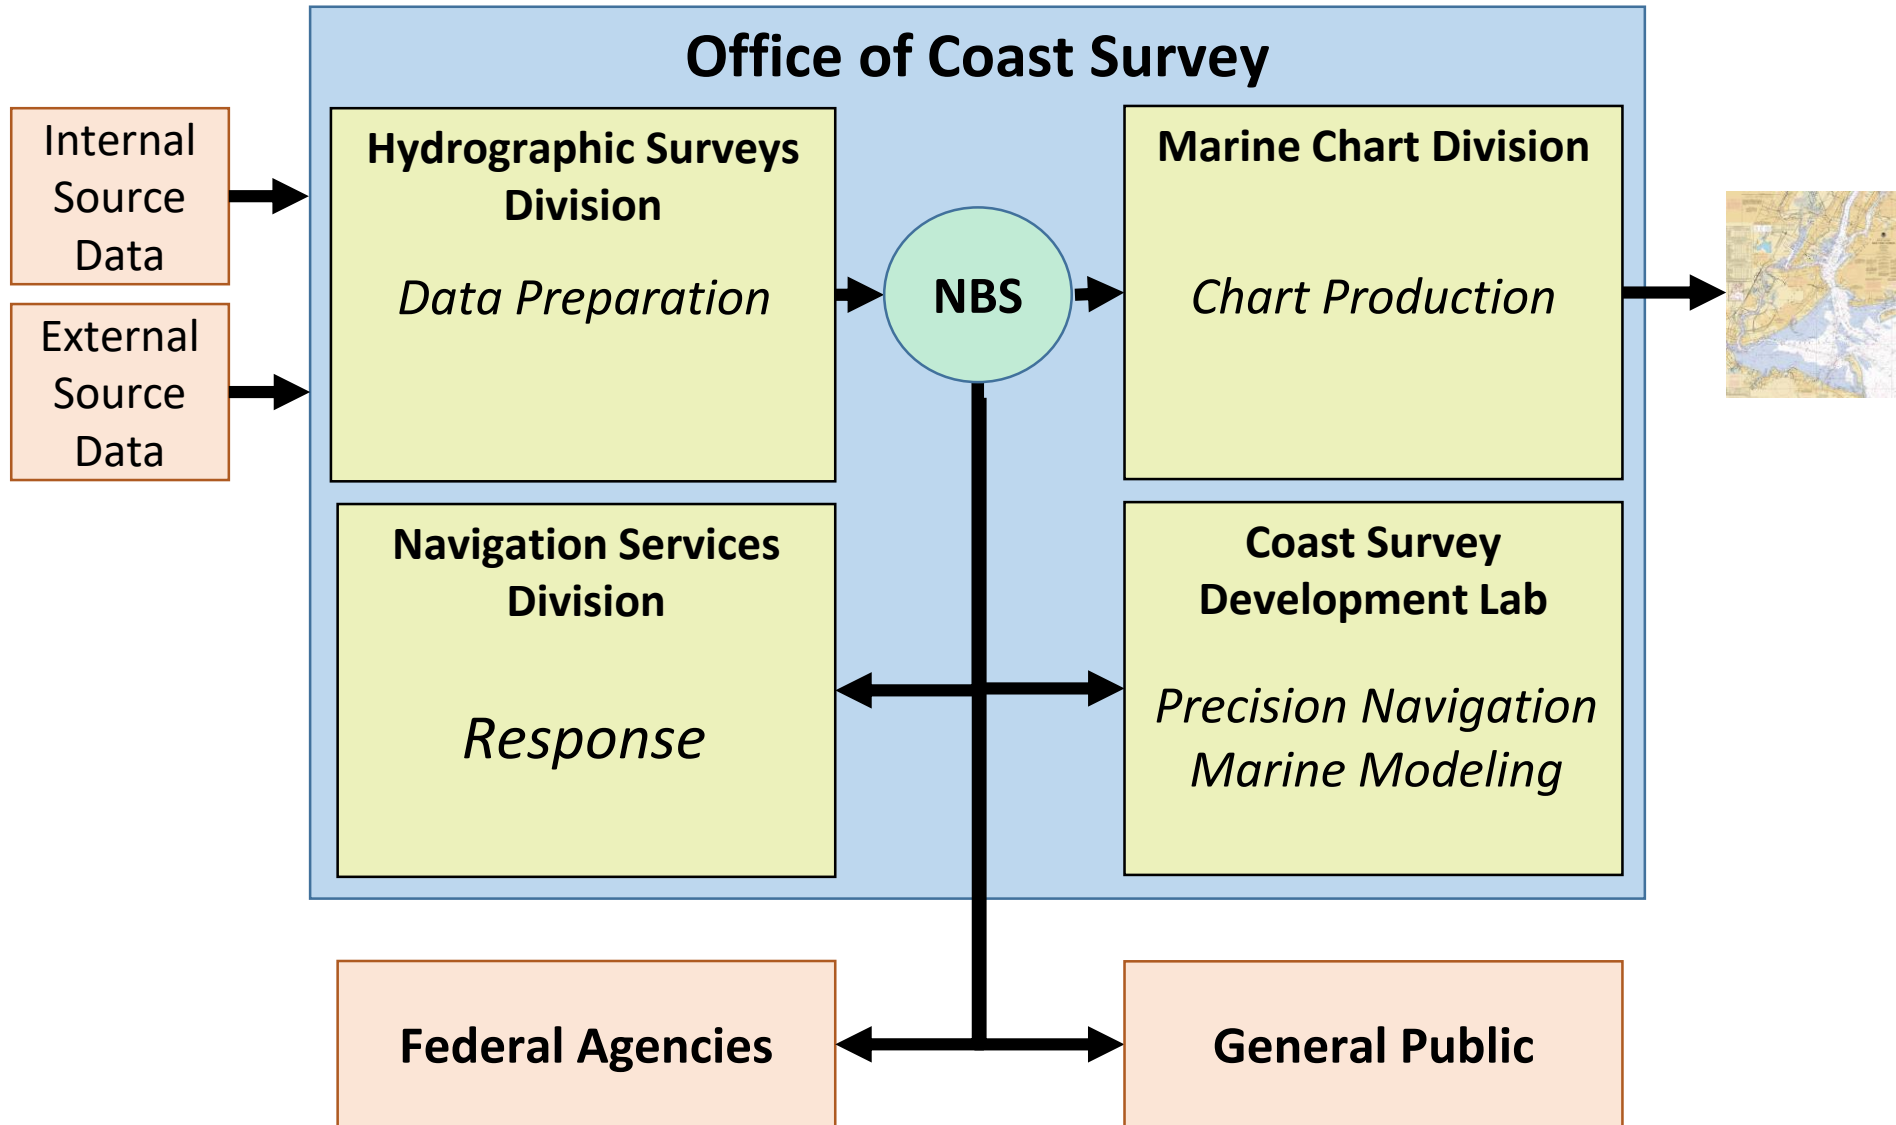 Office of Coast Survey
Internal
Source
Data
External
Source
Data
Hydrographic Surveys
Division
Data Preparation
NBS
Marine Chart Division
Chart Production
Navigation Services
Division
Response
Coast Survey
Development Lab
Precision Navigation
Marine Modeling
Federal Agencies
General Public